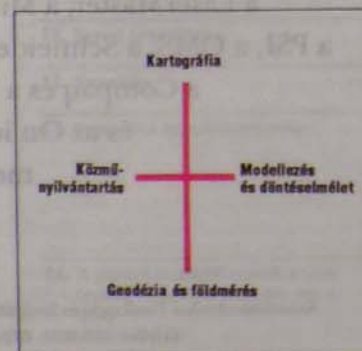 Kartográfia
Közmű-
nyilvántartás
Modellezés
és döntéselmélet
Geodézia és földmérés